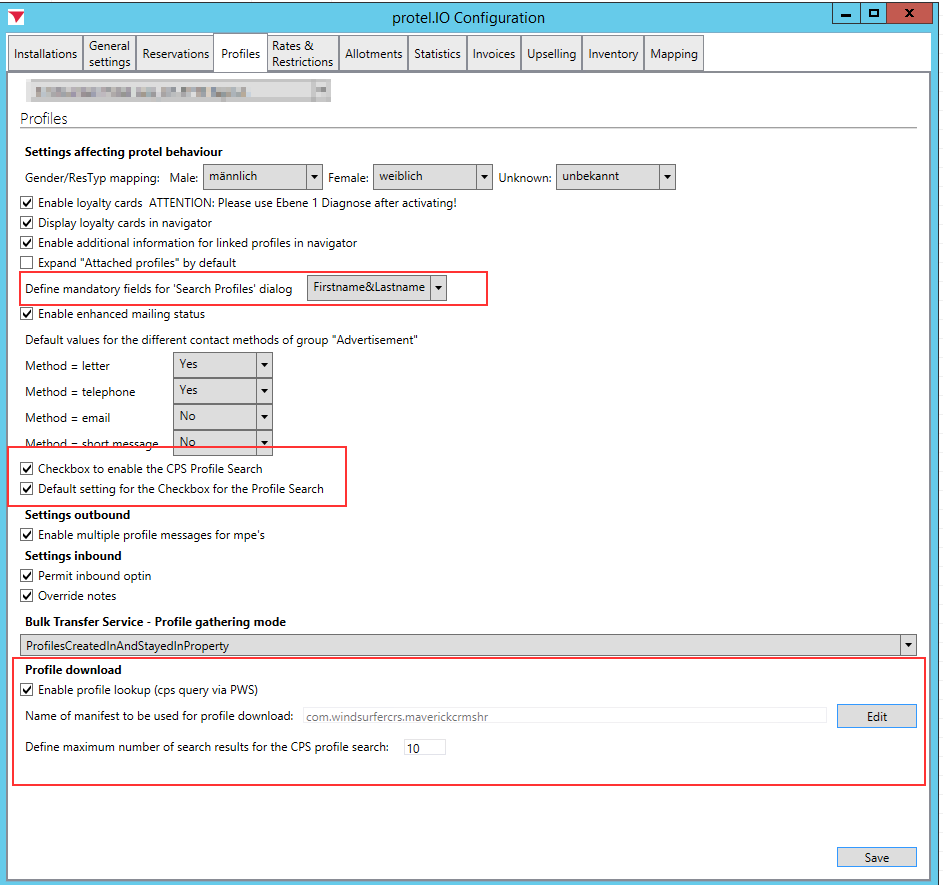 protel.IO Configuration
Installations General settings Reservations Profiles Rates & Restrictions Allotments Statistics Invoices Upselling Inventory Mapping
Profiles
Settings affecting protel behaviour
Gender/ResTyp mapping: Male: männlich Female: weiblich Unknown: unbekannt
Enable loyalty cards ATTENTION: Please use Ebene 1 Diagnose after activating!
Display loyalty cards in navigator
Enable additional information for linked profiles in navigator
Expand "Attached profiles" by default
Define mandatory fields for 'Search Profiles' dialog Firstname&Lastname
Enable enhanced mailing status
Default values for the different contact methods of group "Advertisement"
Method = letter Yes
Method = telephone Yes
Method = email No
Method = short message No
Checkbox to enable the CPS Profile Search
Default setting for the Checkbox for the Profile Search
Settings outbound
Enable multiple profile messages for mpe's
Settings inbound
Permit inbound optin
Override notes
Bulk Transfer Service - Profile gathering mode
ProfilesCreatedInAndStayedInProperty
Profile download
Enable profile lookup (cps query via PWS)
Name of manifest to be used for profile download: com.windsurfercrs.maverickcrmshr Edit
Define maximum number of search results for the CPS profile search: 10
Save